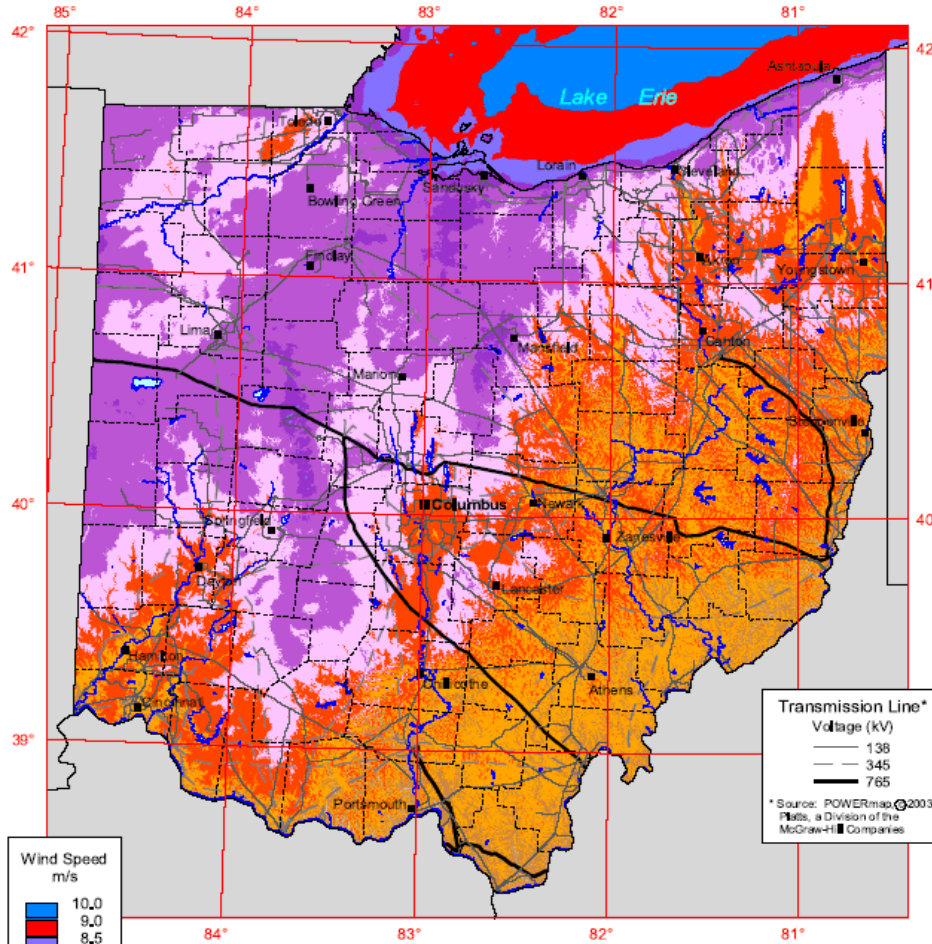 85° 84° 83° 82° 81°
42° 42°
Ashtabula
Lake Erie
Toledo
Lorain
Cleveland
Sandusky
Bowling Green
41° 41°
Findlay
Akron
Youngstown
Lima
Canton
Mansfield
Marion
Steubenville
40° 40°
Columbus
Newark
Springfield
Zanesville
Dayton
Lancaster
Hamilton
Chillicothe
Athens
Cincinnati
39° 39°
Portsmouth
Transmission Line*
Voltage (kV)
138
345
765
* Source: POWERmap, ©2003
Platts, a Division of the
McGraw-Hill Companies
Wind Speed
m/s
10.0
9.0
8.5
84° 83° 82° 81°